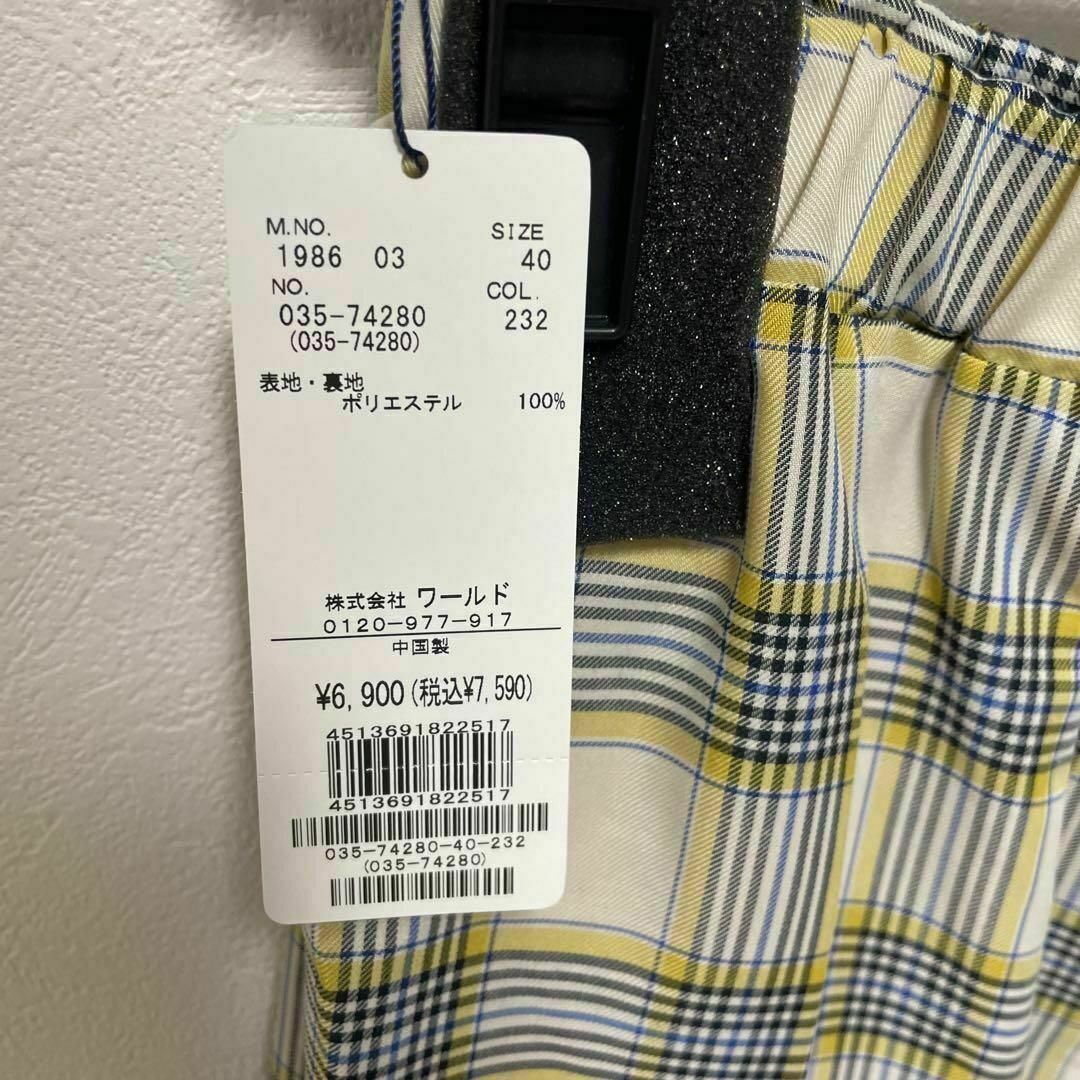 M.NO.
SIZE
1986 03
40
NO.
COL.
035-74280
232
(035-74280)
表地・裏地
ポリエステル 100%
株式会社 ワールド
0120-977-917
中国製
¥6,900(税込¥7,590)
4513691822517
4513691822517
035-74280-40-232
(035-74280)